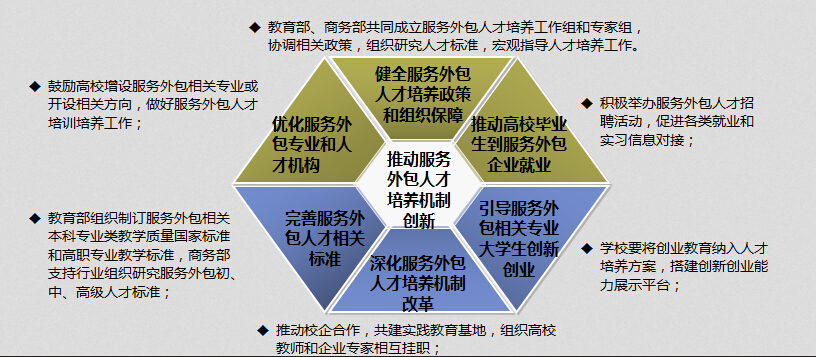 ◆ 教育部、商务部共同成立服务外包人才培养工作组和专家组，
协调相关政策，组织研究人才标准，宏观指导人才培养工作。
◆ 鼓励高校增设服务外包相关专业或
开设相关方向，做好服务外包人才
培训培养工作；
健全服务外包
人才培养政策
和组织保障
优化服务外
包专业和人
才机构
推动高校毕业
生到服务外包
企业就业
◆ 积极举办服务外包人才招
聘活动，促进各类就业和
实习信息对接；
推动服务
外包人才
培养机制
创新
◆ 教育部组织制订服务外包相关
本科专业类教学质量国家标准
和高职专业教学标准，商务部
支持行业组织研究服务外包初、
中、高级人才标准；
完善服务外
包人才相关
标准
引导服务外
包相关专业
大学生创新
创业
◆ 学校要将创业教育纳入人才
培养方案，搭建创新创业能
力展示平台；
深化服务外包
人才培养机制
改革
◆ 推动校企合作，共建实践教育基地，组织高校
教师和企业专家相互挂职；